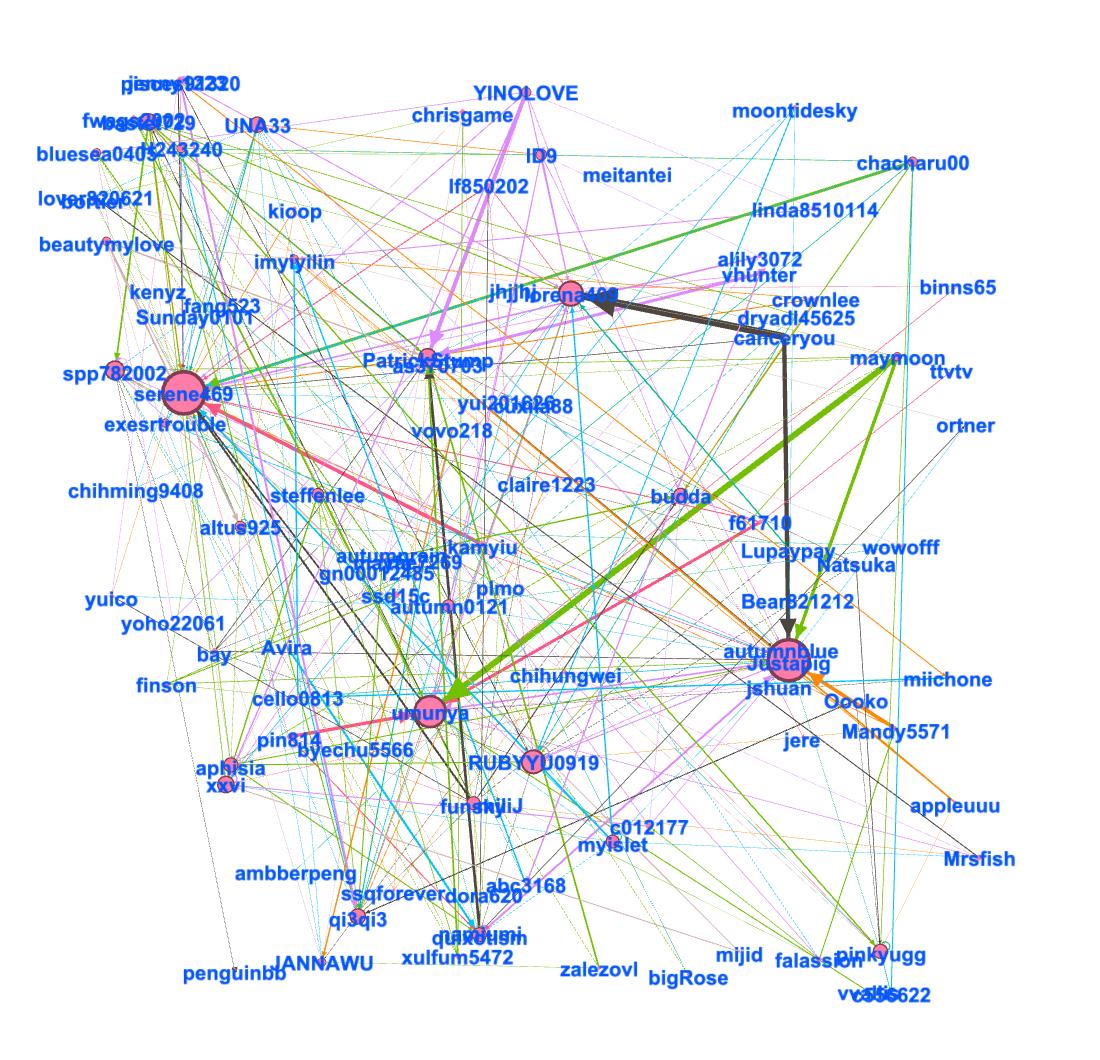 YINOLOVE
chrisgame
moontidesky
UNA33
ID9
bluesea0405
chacharu00
meitantei
lf850202
kioop
linda8510114
beautymylove
imylyilin
alily3072
vhunter
binns65
kenyz
fang523
crownlee
Sunday0101
dryadl45625
canceryou
maymoon
ttvtv
spp782002
serene469
exesrtrouble
vovo218
ortner
chihming9408
steffenlee
claire1223
budda
altus925
f61710
kamyiu
Lupaypay
wowofff
Natsuka
gn00012485
plmo
ssd15c
autumn0121
yuico
Bear821212
yoho22061
Avira
bay
autumnblue
Justapig
finson
cello0813
chihungwei
jshuan
miichone
Oooko
umunya
pin814
byechu5566
jere
Mandy5571
aphisia
xxvi
RUBYYU0919
appleuuu
c012177
myislet
Mrsfish
ambberpeng
ssqforever
dora620
abc3168
qi3qi3
quixotism
xulfum5472
penguinbb
JANNAWU
zalezovl
bigRose
mijid
falassion
pinkyugg